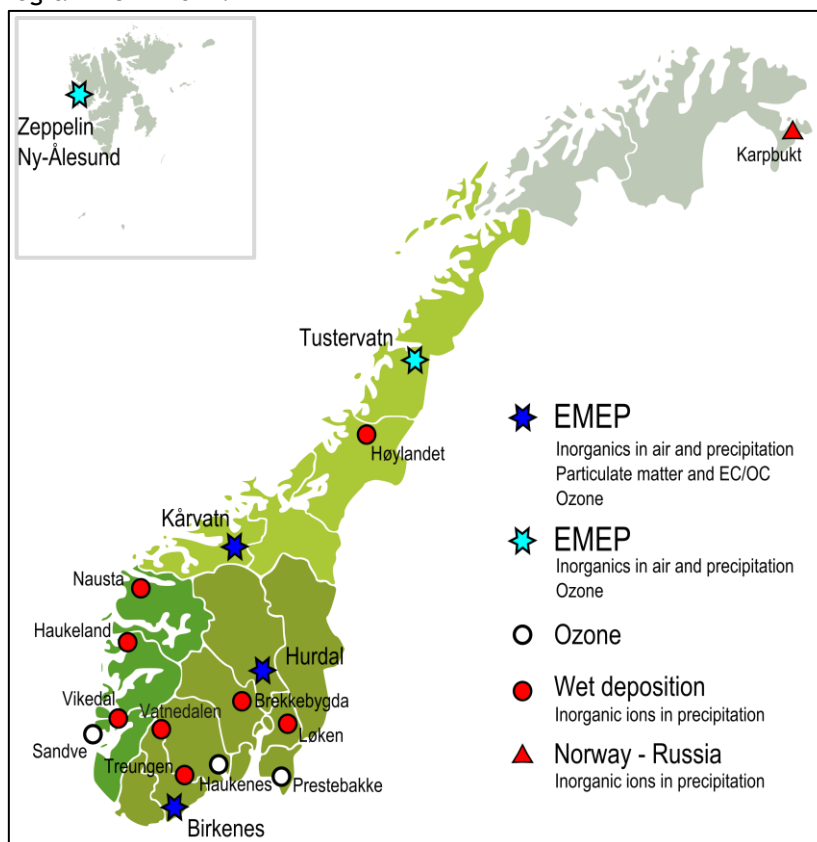 Zeppelin
Ny-Ålesund
Karpbukt
Tustervatn
Høylandet
Kårvatn
Nausta
Haukeland
Hurdal
Vikedal
Vatnedalen
Brekkebygda
Løken
Sandve
Treungen
Haukenes
Prestebakke
Birkenes
EMEP
Inorganics in air and precipitation
Particulate matter and EC/OC
Ozone
EMEP
Inorganics in air and precipitation
Ozone
Ozone
Wet deposition
Inorganic ions in precipitation
Norway - Russia
Inorganic ions in precipitation